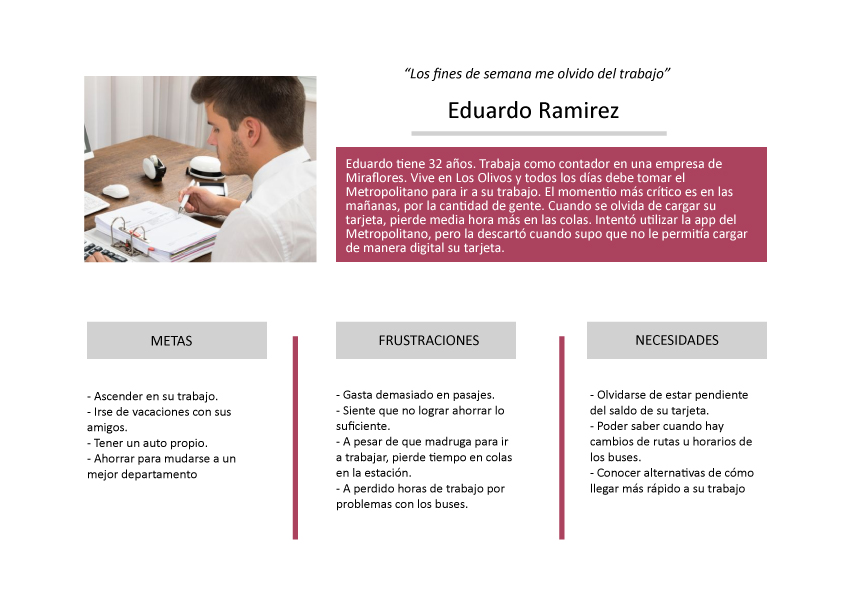 “Los fines de semana me olvido del trabajo”
Eduardo Ramirez
Eduardo tiene 32 años. Trabaja como contador en una empresa de
Miraflores. Vive en Los Olivos y todos los días debe tomar el
Metropolitano para ir a su trabajo. El momentio más crítico es en las
mañanas, por la cantidad de gente. Cuando se olvida de cargar su
tarjeta, pierde media hora más en las colas. Intentó utilizar la app del
Metropolitano, pero la descartó cuando supo que no le permitía cargar
de manera digital su tarjeta.
METAS
- Ascender en su trabajo.
- Irse de vacaciones con sus
amigos.
- Tener un auto propio.
- Ahorrar para mudarse a un
mejor departamento
FRUSTRACIONES
- Gasta demasiado en pasajes.
- Siente que no lograr ahorrar lo
suficiente.
- A pesar de que madruga para ir
a trabajar, pierde tiempo en colas
en la estación.
- A perdido horas de trabajo por
problemas con los buses.
NECESIDADES
- Olvidarse de estar pendiente
del saldo de su tarjeta.
- Poder saber cuando hay
cambios de rutas u horarios de
los buses.
- Conocer alternativas de cómo
llegar más rápido a su trabajo